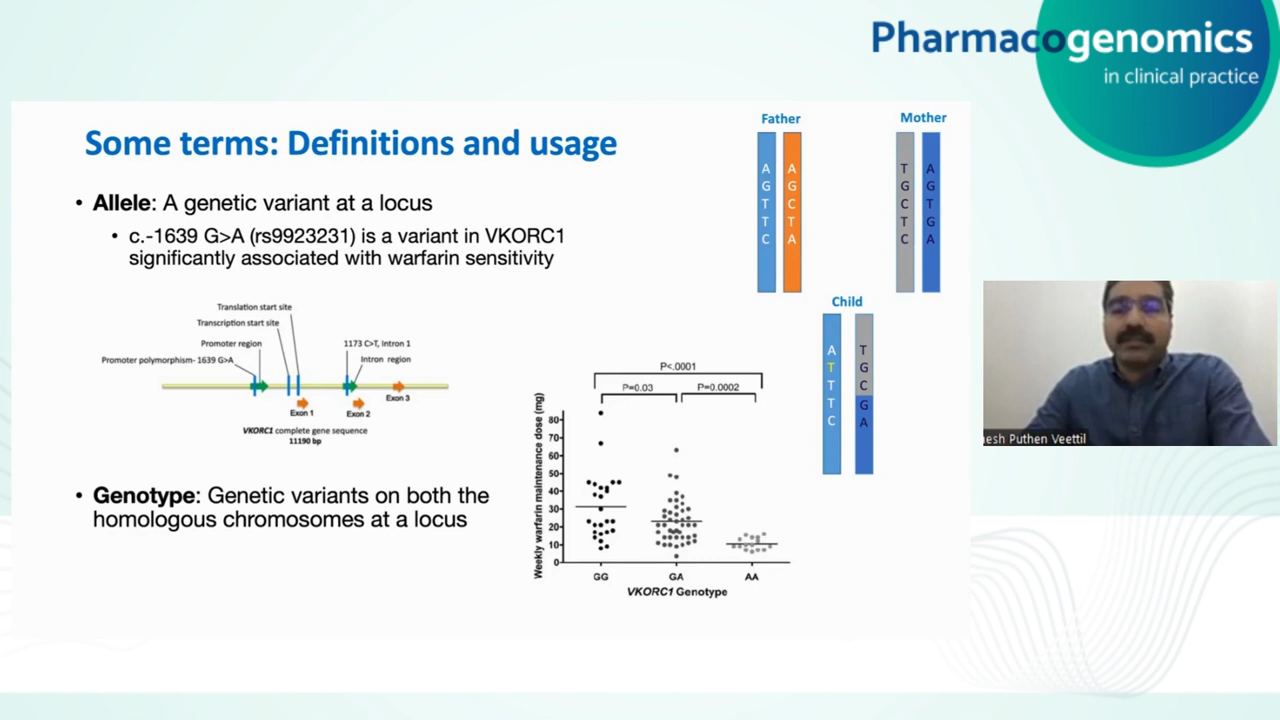 Pharmacogenomics
in clinical practice
Some terms: Definitions and usage
• Allele: A genetic variant at a locus
• c.-1639 G>A (rs9923231) is a variant in VKORC1
significantly associated with warfarin sensitivity
Translation start site
Transcription start site
Promoter region
Promoter polymorphism- 1639 G>A
1173 C>T, Intron 1
Intron region
Exon 1
Exon 2
Exon 3
VKORC1 complete gene sequence
11190 bp
• Genotype: Genetic variants on both the
homologous chromosomes at a locus
Weekly warfarin maintenance dose (mg)
80
70
60
50
40
30
20
10
0
P<.0001
P=0.03
P=0.0002
GG
GA
AA
VKORC1 Genotype
Father
A
G
T
T
C
A
G
C
T
A
Mother
T
G
C
T
C
A
G
T
G
A
Child
A
T
T
T
C
T
G
C
G
A
esh Puthen Veettil